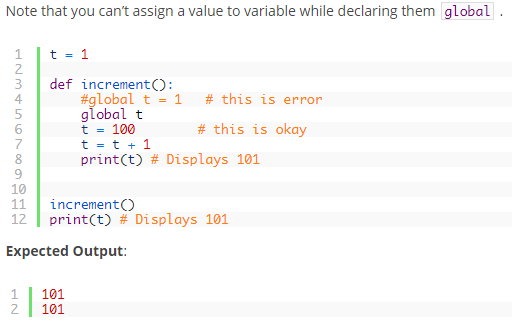 Note that you can't assign a value to variable while declaring them global .
1 t = 1
2
3 def increment():
4     #global t = 1   # this is error
5     global t
6     t = 100        # this is okay
7     t = t + 1
8     print(t) # Displays 101
9
10
11 increment()
12 print(t) # Displays 101
Expected Output:
1 101
2 101